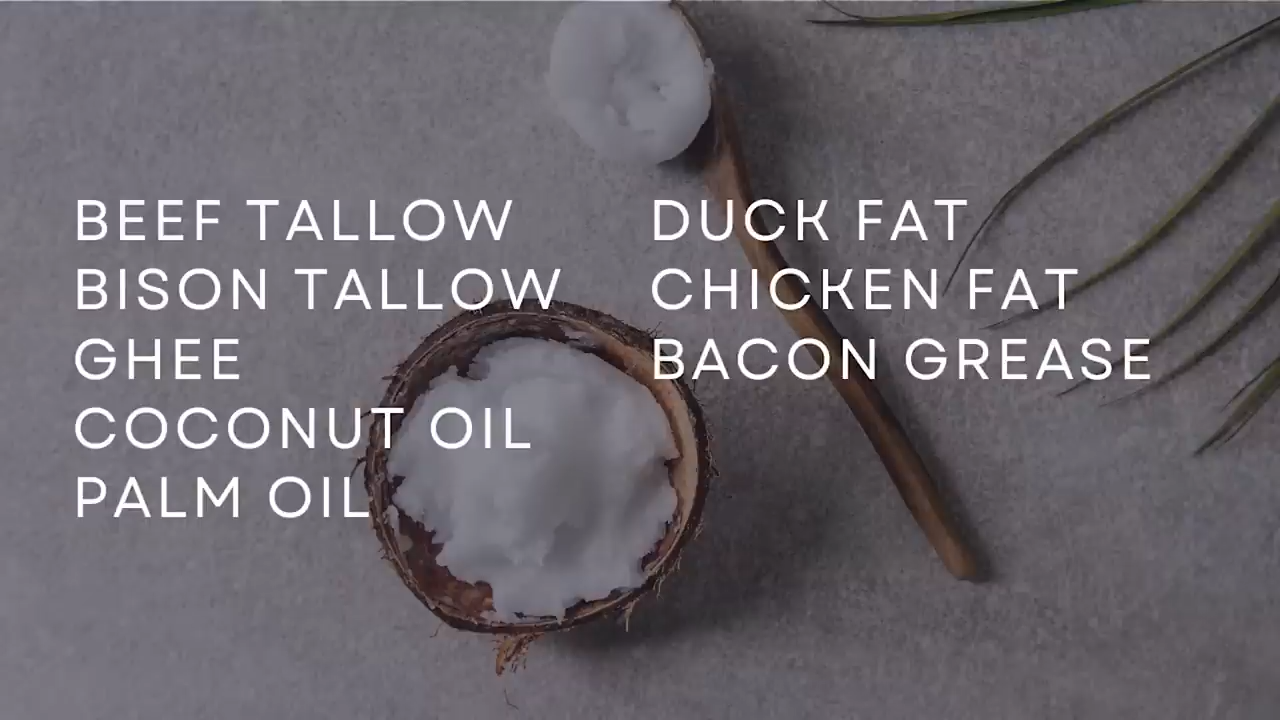 BEEF TALLOW
BISON TALLOW
GHEE
COCONUT OIL
PALM OIL
DUCK FAT
CHICKEN FAT
BACON GREASE